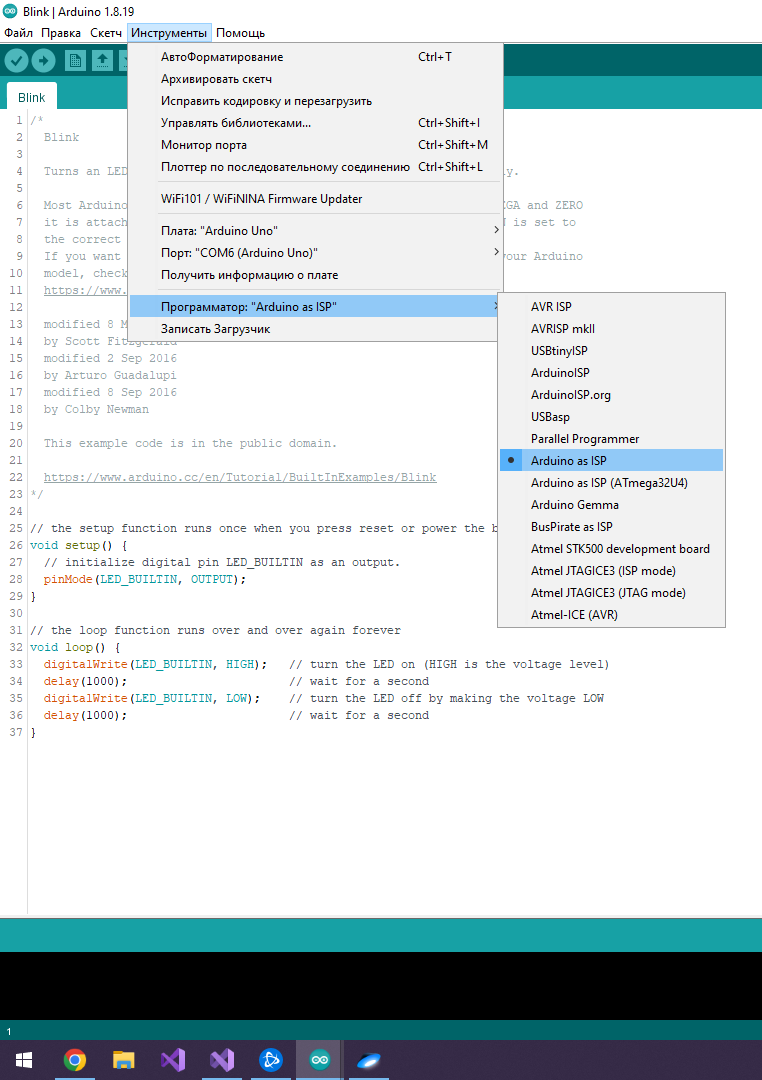 Blink | Arduino 1.8.19
Файл Правка Скетч Инструменты Помощь
АвтоФорматирование Ctrl+T
Архивировать скетч
Исправить кодировку и перезагрузить
Управлять библиотеками... Ctrl+Shift+I
Монитор порта Ctrl+Shift+M
Плоттер по последовательному соединению Ctrl+Shift+L
WiFi101 / WiFiNINA Firmware Updater
Плата: "Arduino Uno"
Порт: "COM6 (Arduino Uno)"
Получить информацию о плате
Программатор: "Arduino as ISP"
Записать Загрузчик
AVR ISP
AVRISP mkII
USBtinyISP
ArduinoISP
ArduinoISP.org
USBasp
Parallel Programmer
Arduino as ISP
Arduino as ISP (ATmega32U4)
Arduino Gemma
BusPirate as ISP
Atmel STK500 development board
Atmel JTAGICE3 (ISP mode)
Atmel JTAGICE3 (JTAG mode)
Atmel-ICE (AVR)
Blink
1 /*
2 Blink
3
4 Turns an LED y.
5
6 Most Arduino GA and ZERO
7 it is attach is set to
8 the correct
9 If you want your Arduino
10 model, check
11 https://www.
12
13 modified 8 M
14 by Scott Fitzgerald
15 modified 2 Sep 2016
16 by Arturo Guadalupi
17 modified 8 Sep 2016
18 by Colby Newman
19
20 This example code is in the public domain.
21
22 https://www.arduino.cc/en/Tutorial/BuiltInExamples/Blink
23 */
24
25 // the setup function runs once when you press reset or power the b
26 void setup() {
27 // initialize digital pin LED_BUILTIN as an output.
28 pinMode(LED_BUILTIN, OUTPUT);
29 }
30
31 // the loop function runs over and over again forever
32 void loop() {
33 digitalWrite(LED_BUILTIN, HIGH); // turn the LED on (HIGH is the voltage level)
34 delay(1000); // wait for a second
35 digitalWrite(LED_BUILTIN, LOW); // turn the LED off by making the voltage LOW
36 delay(1000); // wait for a second
37 }
1